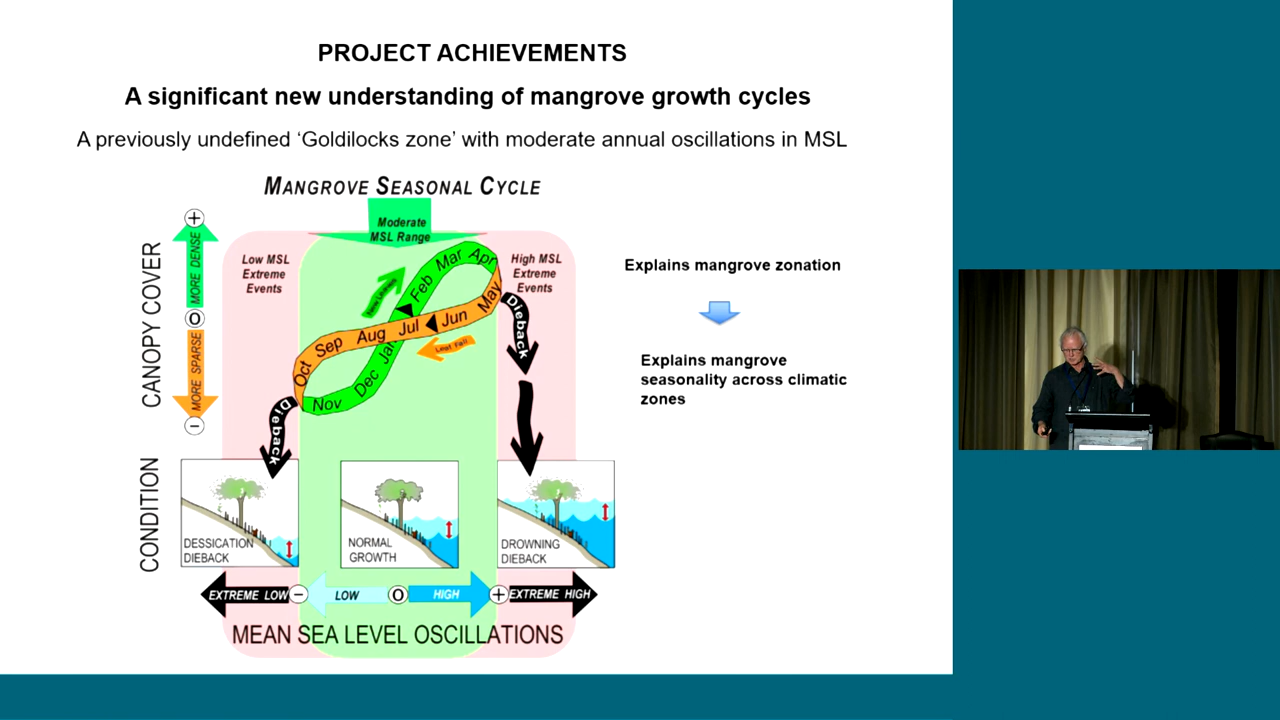 PROJECT ACHIEVEMENTS
A significant new understanding of mangrove growth cycles
A previously undefined ‘Goldilocks zone’ with moderate annual oscillations in MSL
MANGROVE SEASONAL CYCLE
Moderate
MSL Range
CANOPY COVER
+
MORE DENSE
O
MORE SPARSE
−
Low MSL
Extreme
Events
High MSL
Extreme
Events
Jan
Feb
Mar
Apr
May
Jun
Jul
Aug
Sep
Oct
Nov
Dec
Leaf Fall
Dieback
Dieback
Explains mangrove zonation
Explains mangrove
seasonality across climatic
zones
CONDITION
DESSICATION
DIEBACK
NORMAL
GROWTH
DROWNING
DIEBACK
EXTREME LOW − LOW O HIGH + EXTREME HIGH
MEAN SEA LEVEL OSCILLATIONS